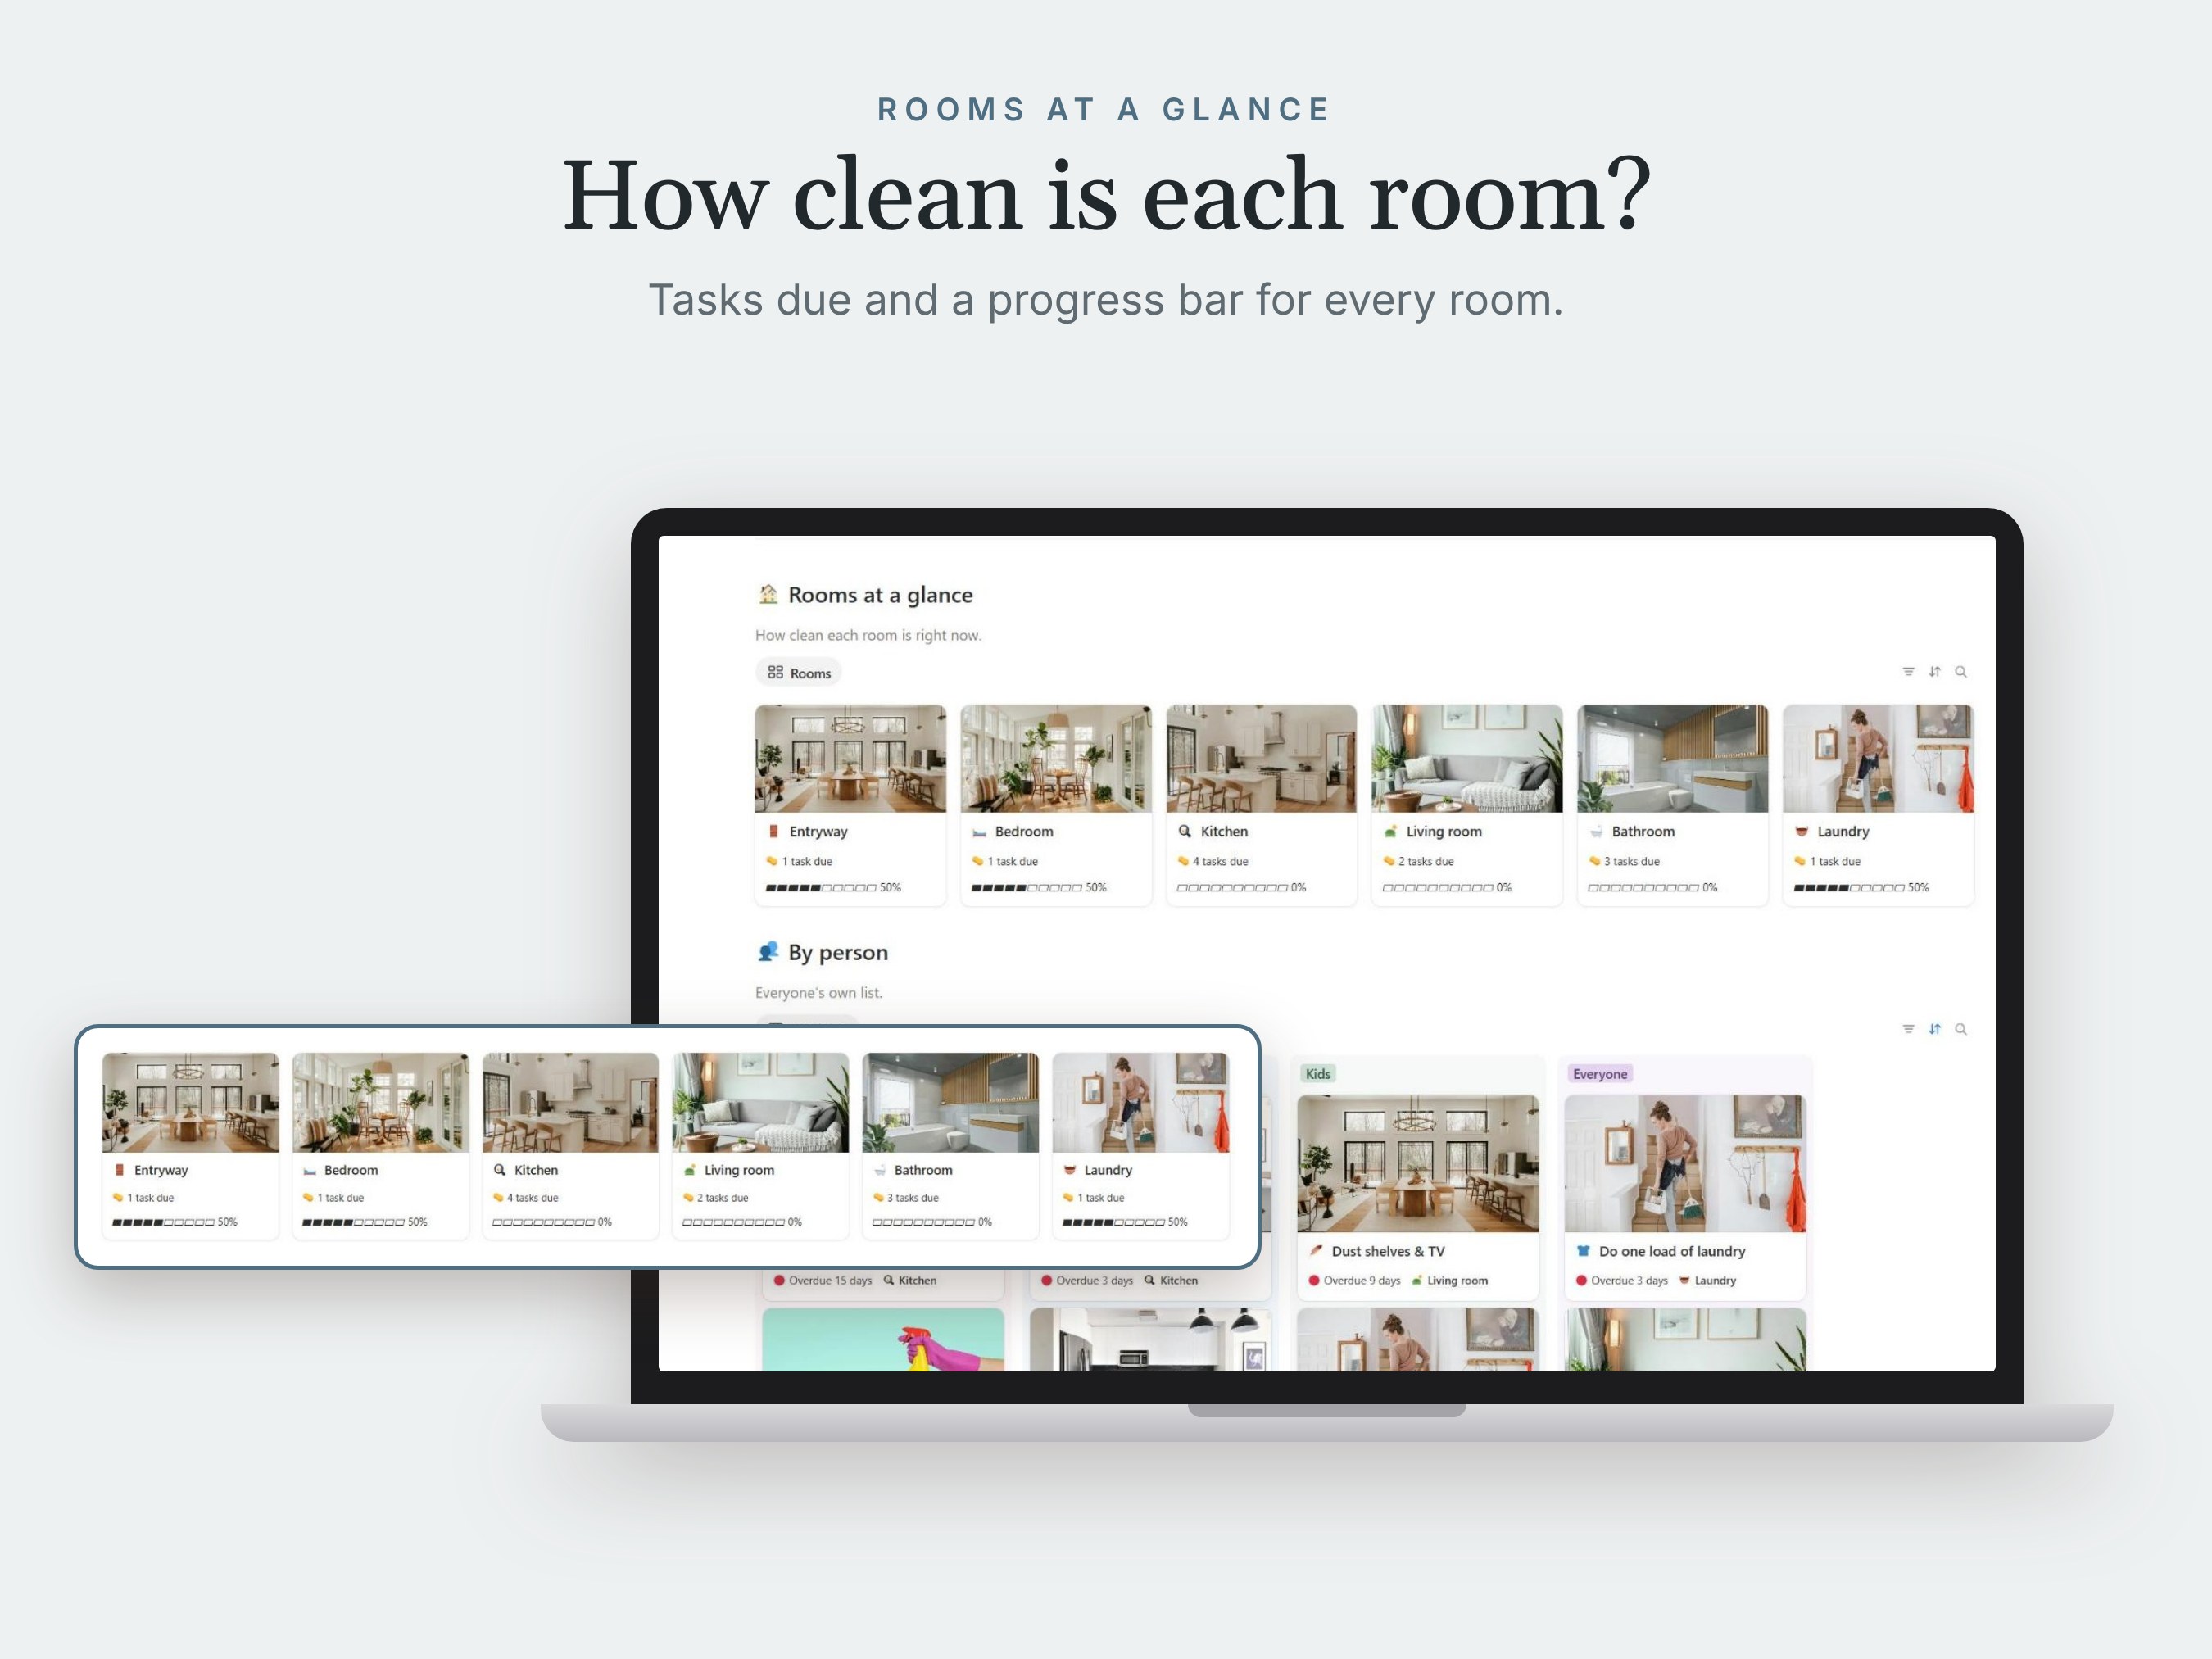 ROOMS AT A GLANCE
How clean is each room?
Tasks due and a progress bar for every room.
Rooms at a glance
How clean each room is right now.
Rooms
Entryway
1 task due
50%
Bedroom
1 task due
50%
Kitchen
4 tasks due
0%
Living room
2 tasks due
0%
Bathroom
3 tasks due
0%
Laundry
1 task due
50%
By person
Everyone's own list.
Entryway
1 task due
50%
Bedroom
1 task due
50%
Kitchen
4 tasks due
0%
Living room
2 tasks due
0%
Bathroom
3 tasks due
0%
Laundry
1 task due
50%
Overdue 15 days Kitchen
Overdue 3 days Kitchen
Kids
Dust shelves & TV
Overdue 9 days Living room
Everyone
Do one load of laundry
Overdue 3 days Laundry